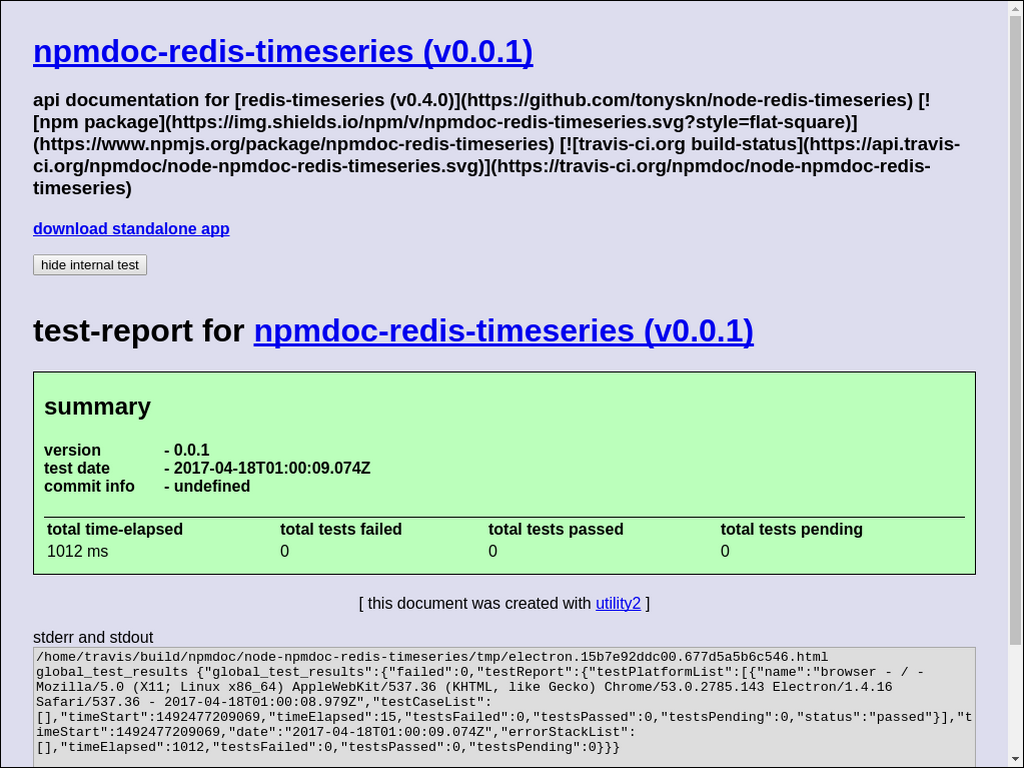 npmdoc-redis-timeseries (v0.0.1)
api documentation for [redis-timeseries (v0.4.0)](https://github.com/tonyskn/node-redis-timeseries) [!
[npm package](https://img.shields.io/npm/v/npmdoc-redis-timeseries.svg?style=flat-square)]
(https://www.npmjs.org/package/npmdoc-redis-timeseries) [![travis-ci.org build-status](https://api.travis-
ci.org/npmdoc/node-npmdoc-redis-timeseries.svg)](https://travis-ci.org/npmdoc/node-npmdoc-redis-
timeseries)
download standalone app
hide internal test
test-report for npmdoc-redis-timeseries (v0.0.1)
summary
version - 0.0.1
test date - 2017-04-18T01:00:09.074Z
commit info - undefined
total time-elapsed total tests failed total tests passed total tests pending
1012 ms 0 0 0
[ this document was created with utility2 ]
stderr and stdout
/home/travis/build/npmdoc/node-npmdoc-redis-timeseries/tmp/electron.15b7e92ddc00.677d5a5b6c546.html
global_test_results {"global_test_results":{"failed":0,"testReport":{"testPlatformList":[{"name":"browser - / -
Mozilla/5.0 (X11; Linux x86_64) AppleWebKit/537.36 (KHTML, like Gecko) Chrome/53.0.2785.143 Electron/1.4.16
Safari/537.36 - 2017-04-18T01:00:08.979Z","testCaseList":
[],"timeStart":1492477209069,"timeElapsed":15,"testsFailed":0,"testsPassed":0,"testsPending":0,"status":"passed"}],"t
imeStart":1492477209069,"date":"2017-04-18T01:00:09.074Z","errorStackList":
[],"timeElapsed":1012,"testsFailed":0,"testsPassed":0,"testsPending":0}}}